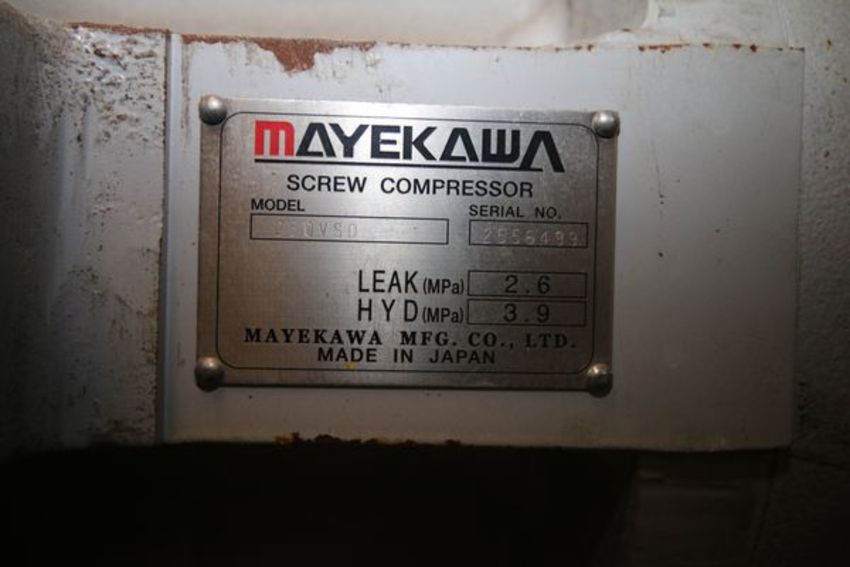 MAYEKAWA
SCREW COMPRESSOR
MODEL SERIAL NO.
2556499
LEAK (MPa) 2.6
HYD (MPa) 3.9
MAYEKAWA MFG. CO., LTD.
MADE IN JAPAN